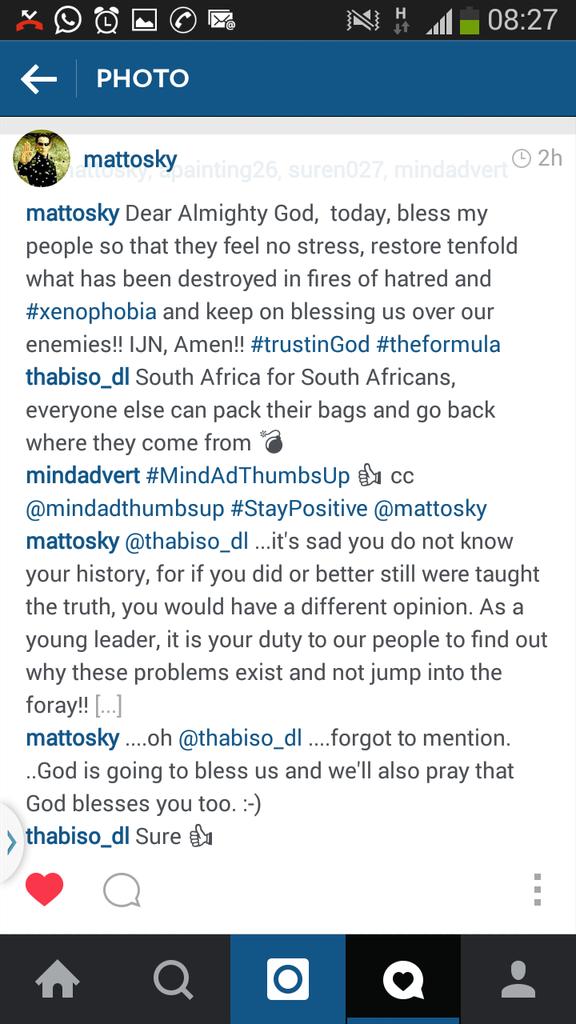 H 08:27
PHOTO
mattosky 2h
mattosky, apainting26, suren027, mindadvert
mattosky Dear Almighty God, today, bless my
people so that they feel no stress, restore tenfold
what has been destroyed in fires of hatred and
#xenophobia and keep on blessing us over our
enemies!! IJN, Amen!! #trustinGod #theformula
thabiso_dl South Africa for South Africans,
everyone else can pack their bags and go back
where they come from 💣
mindadvert #MindAdThumbsUp 👍 cc
@mindadthumbsup #StayPositive @mattosky
mattosky @thabiso_dl ...it's sad you do not know
your history, for if you did or better still were taught
the truth, you would have a different opinion. As a
young leader, it is your duty to our people to find out
why these problems exist and not jump into the
foray!! [...]
mattosky ....oh @thabiso_dl ....forgot to mention.
..God is going to bless us and we'll also pray that
God blesses you too. :-)
thabiso_dl Sure 👍